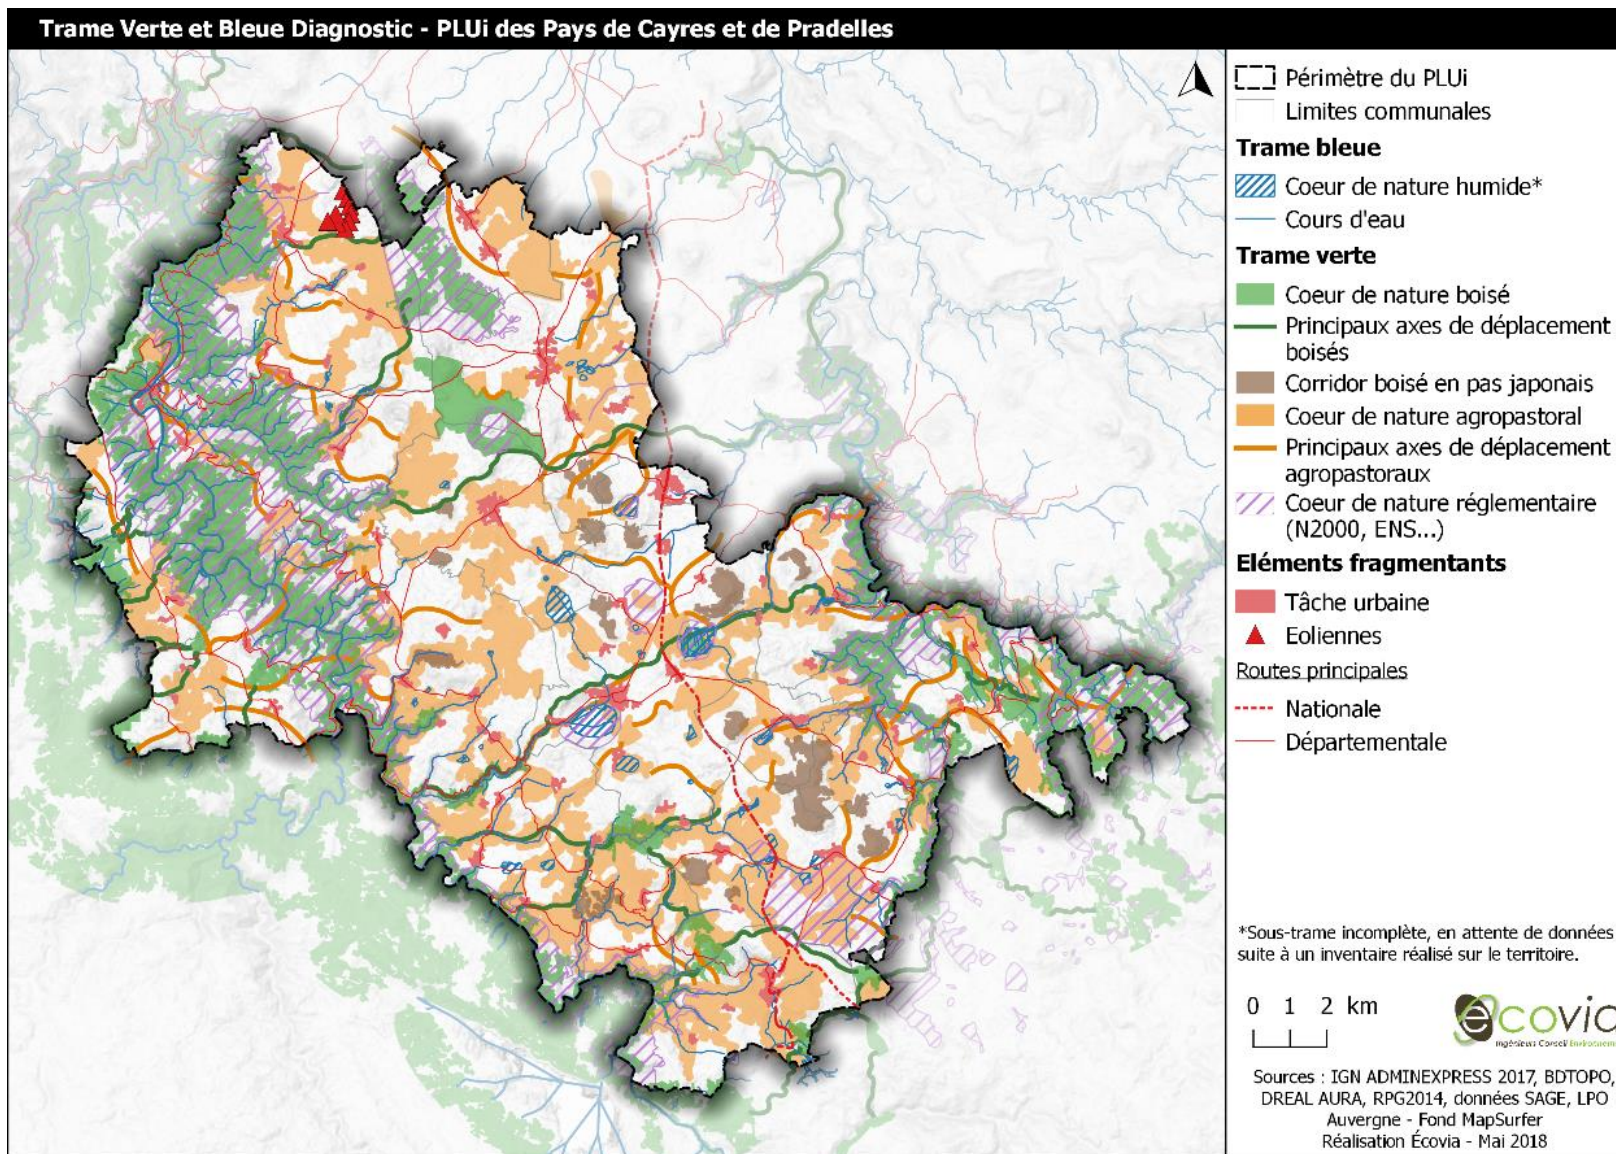 Trame Verte et Bleue Diagnostic - PLUi des Pays de Cayres et de Pradelles
Périmètre du PLUi
Limites communales
Trame bleue
Coeur de nature humide*
Cours d'eau
Trame verte
Coeur de nature boisé
Principaux axes de déplacement
boisés
Corridor boisé en pas japonais
Coeur de nature agropastoral
Principaux axes de déplacement
agropastoraux
Coeur de nature réglementaire
(N2000, ENS...)
Eléments fragmentants
Tâche urbaine
Eoliennes
Routes principales
Nationale
Départementale
*Sous-trame incomplète, en attente de données
suite à un inventaire réalisé sur le territoire.
0 1 2 km
écovia
Ingénieurs Conseil Environnem
Sources : IGN ADMINEXPRESS 2017, BDTOPO,
DREAL AURA, RPG2014, données SAGE, LPO
Auvergne - Fond MapSurfer
Réalisation Écovia - Mai 2018